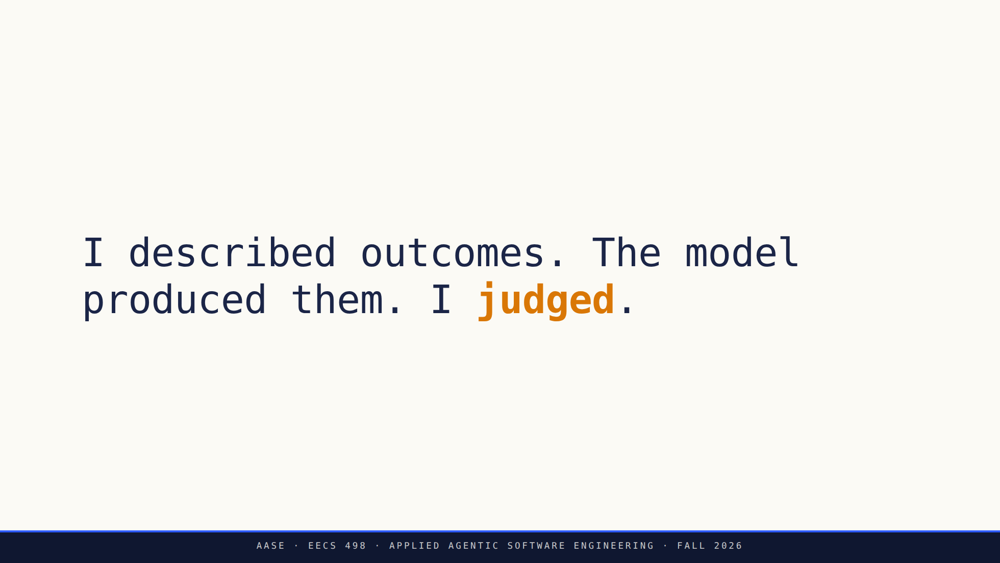 I described outcomes. The model
produced them. I judged.
AASE · EECS 498 · APPLIED AGENTIC SOFTWARE ENGINEERING · FALL 2026